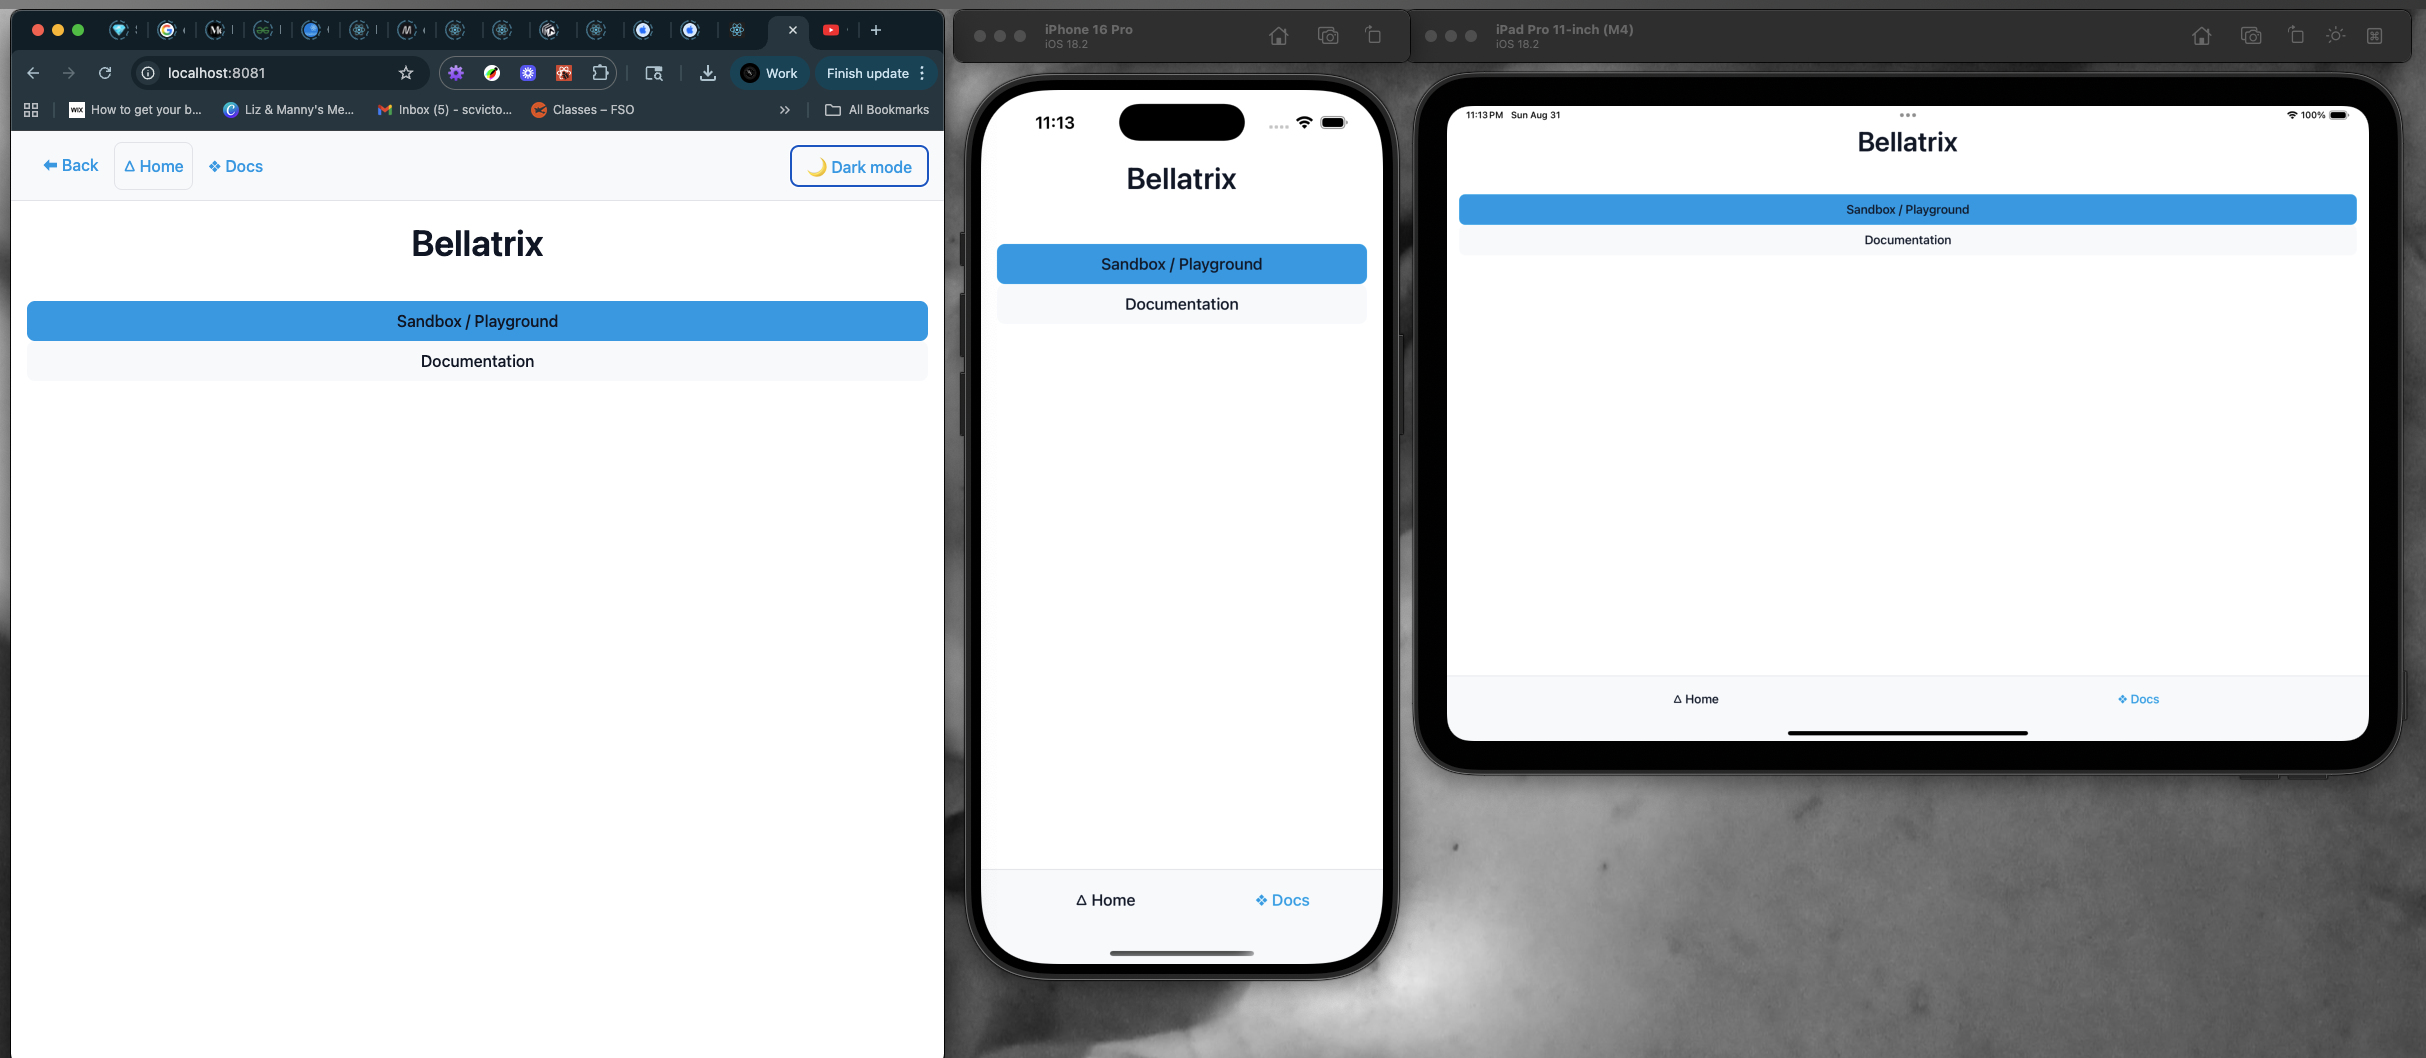 localhost:8081
Work
Finish update
How to get your b...
Liz & Manny's Me...
Inbox (5) - scvicto...
Classes – FSO
All Bookmarks
Back
Home
Docs
Dark mode
Bellatrix
Sandbox / Playground
Documentation
iPhone 16 Pro
iOS 18.2
11:13
Bellatrix
Sandbox / Playground
Documentation
Home
Docs
iPad Pro 11-inch (M4)
iOS 18.2
11:13 PM Sun Aug 31
100%
Bellatrix
Sandbox / Playground
Documentation
Home
Docs